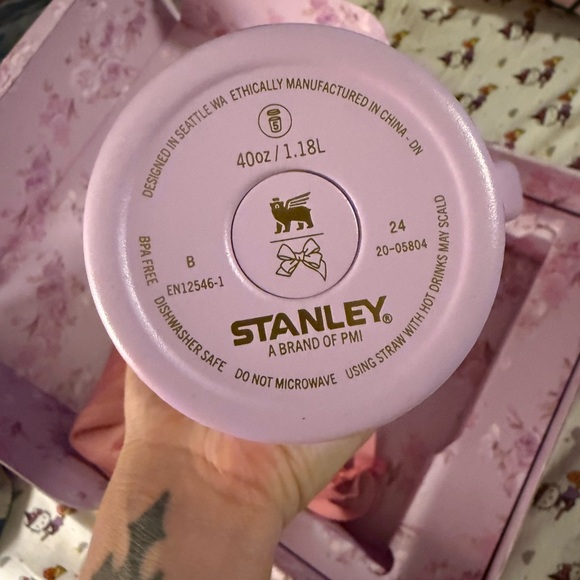 DESIGNED IN SEATTLE WA ETHICALLY MANUFACTURED IN CHINA - DN
5
40oz / 1.18L
B
EN12546-1
24
20-05804
STANLEY®
A BRAND OF PMI
BPA FREE DISHWASHER SAFE DO NOT MICROWAVE USING STRAW WITH HOT DRINKS MAY SCALD